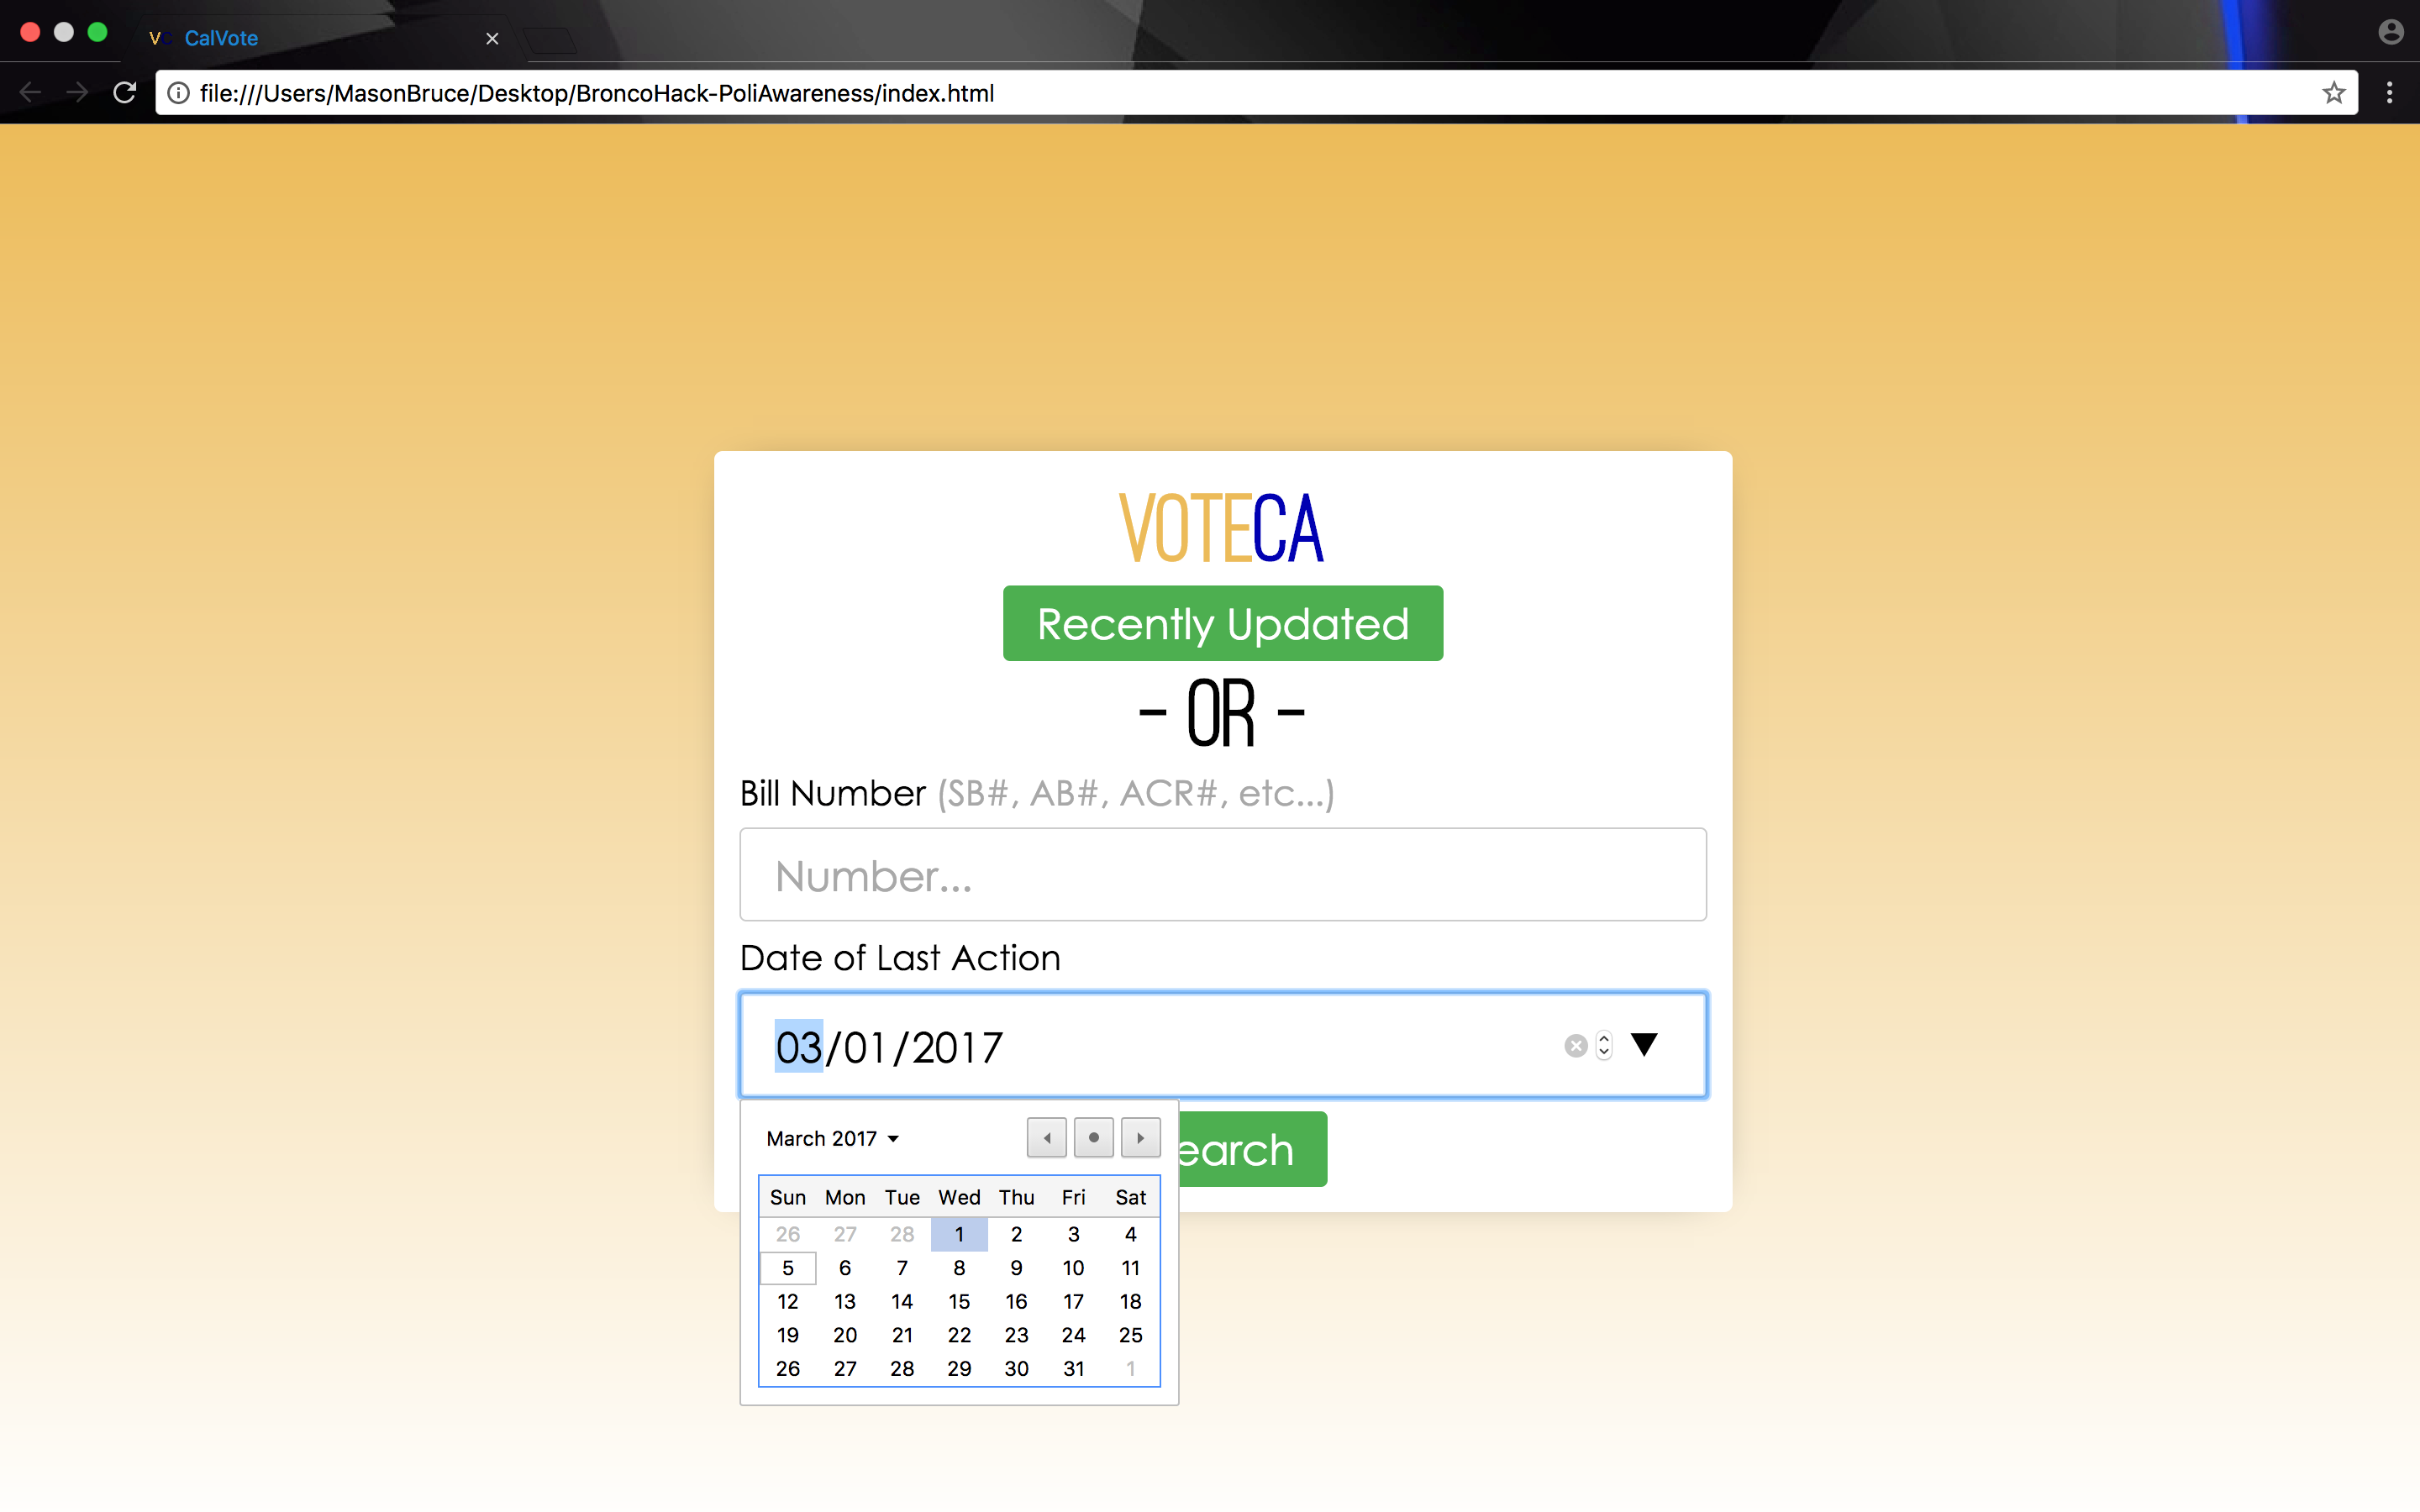 CalVote
file:///Users/MasonBruce/Desktop/BroncoHack-PoliAwareness/index.html
VOTECA
Recently Updated
- OR -
Bill Number (SB#, AB#, ACR#, etc...)
Number...
Date of Last Action
03/01/2017
earch
March 2017
Sun Mon Tue Wed Thu Fri Sat
26 27 28 1 2 3 4
5 6 7 8 9 10 11
12 13 14 15 16 17 18
19 20 21 22 23 24 25
26 27 28 29 30 31 1